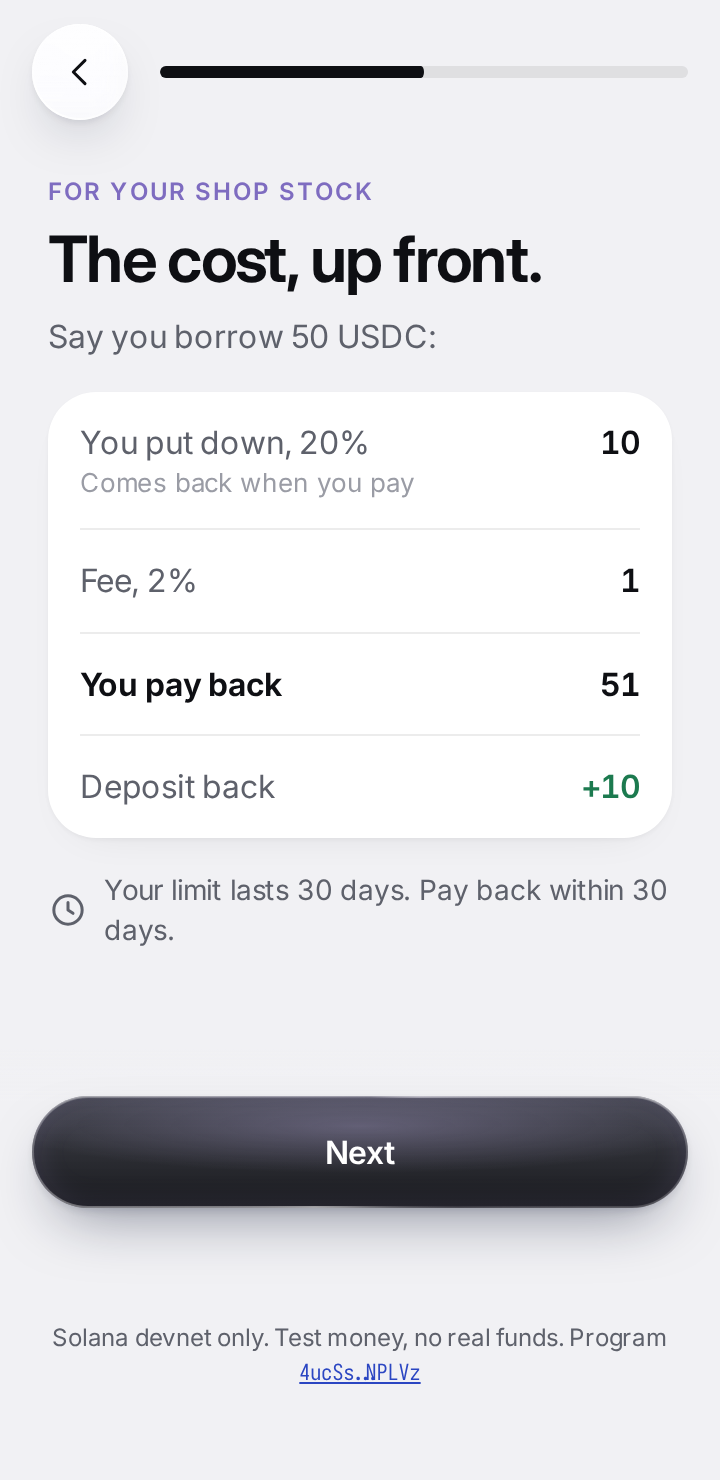 FOR YOUR SHOP STOCK
The cost, up front.
Say you borrow 50 USDC:
You put down, 20% 10
Comes back when you pay
Fee, 2% 1
You pay back 51
Deposit back +10
Your limit lasts 30 days. Pay back within 30
days.
Next
Solana devnet only. Test money, no real funds. Program
4ucSs…NPLVz